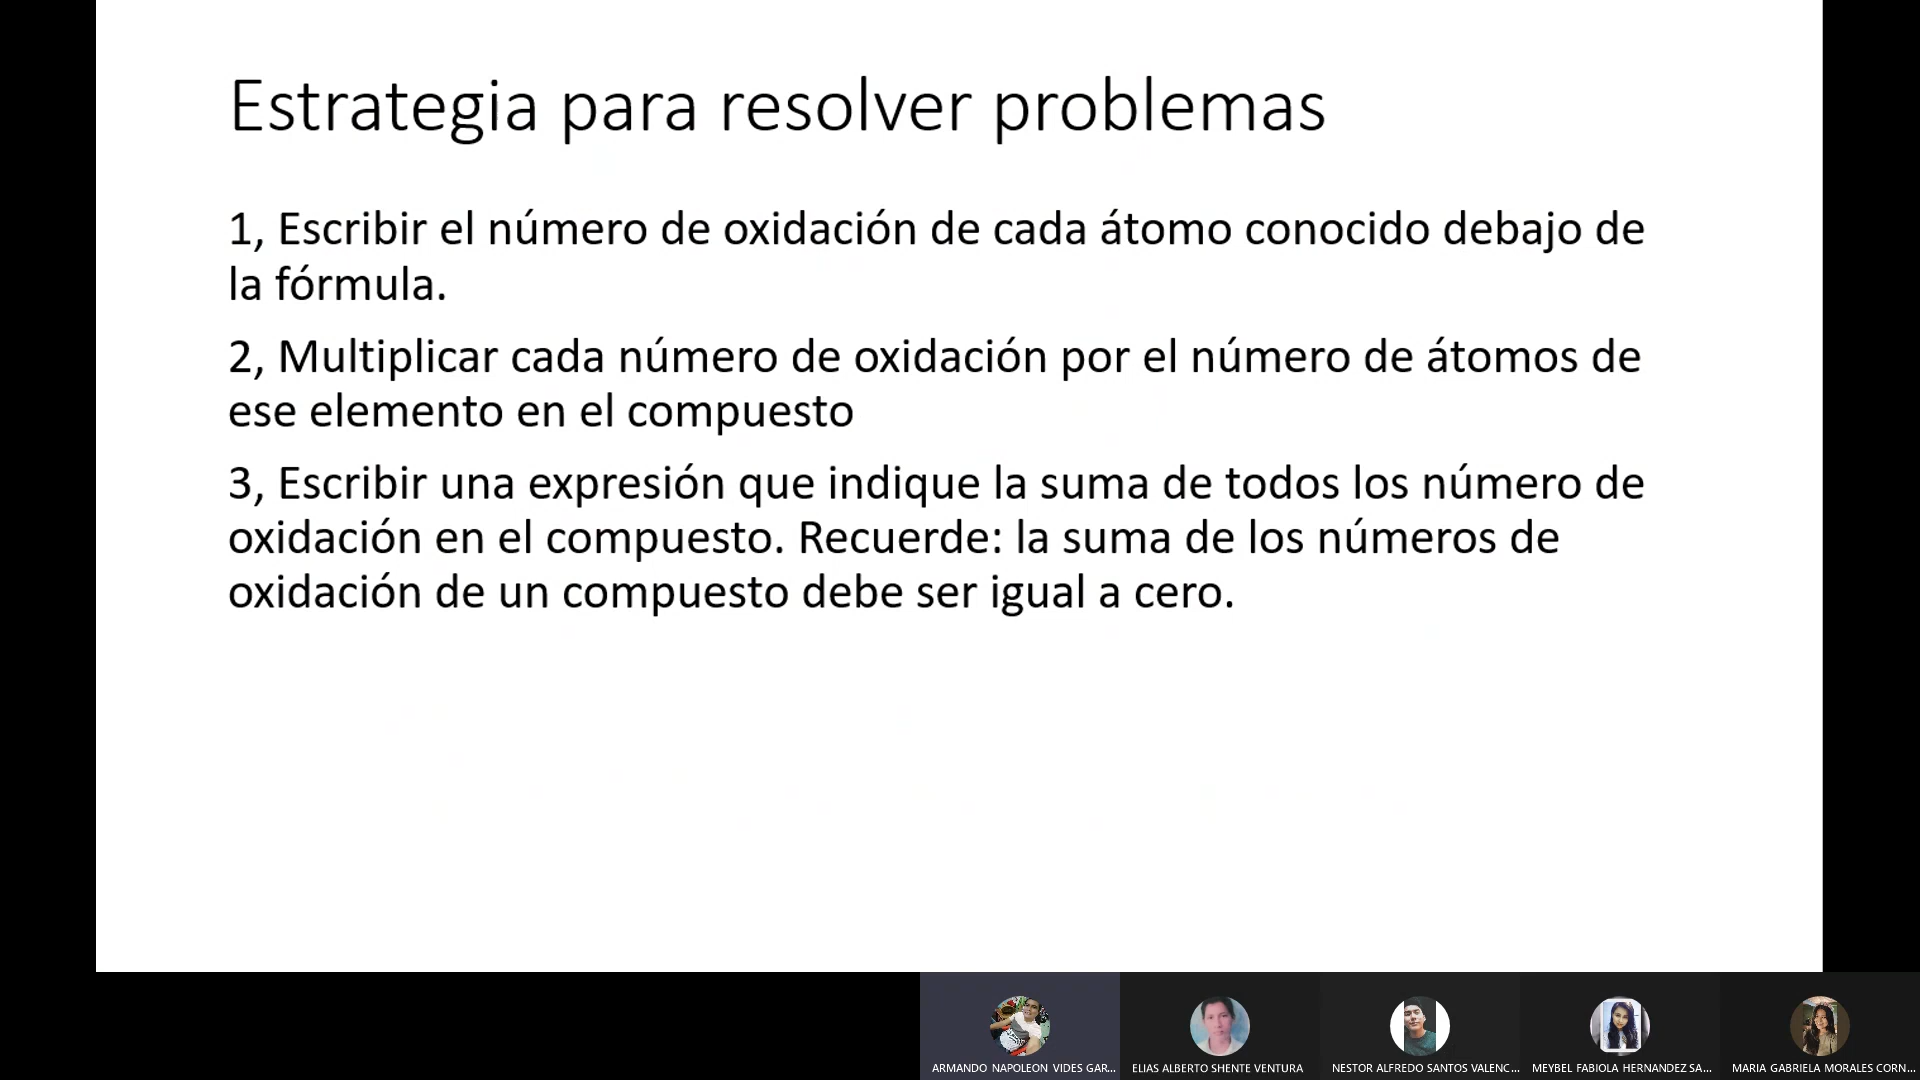 Estrategia para resolver problemas
1, Escribir el número de oxidación de cada átomo conocido debajo de
la fórmula.
2, Multiplicar cada número de oxidación por el número de átomos de
ese elemento en el compuesto
3, Escribir una expresión que indique la suma de todos los número de
oxidación en el compuesto. Recuerde: la suma de los números de
oxidación de un compuesto debe ser igual a cero.
ARMANDO NAPOLEON VIDES GAR...
ELIAS ALBERTO SHENTE VENTURA
NESTOR ALFREDO SANTOS VALENC...
MEYBEL FABIOLA HERNANDEZ SA...
MARIA GABRIELA MORALES CORN...